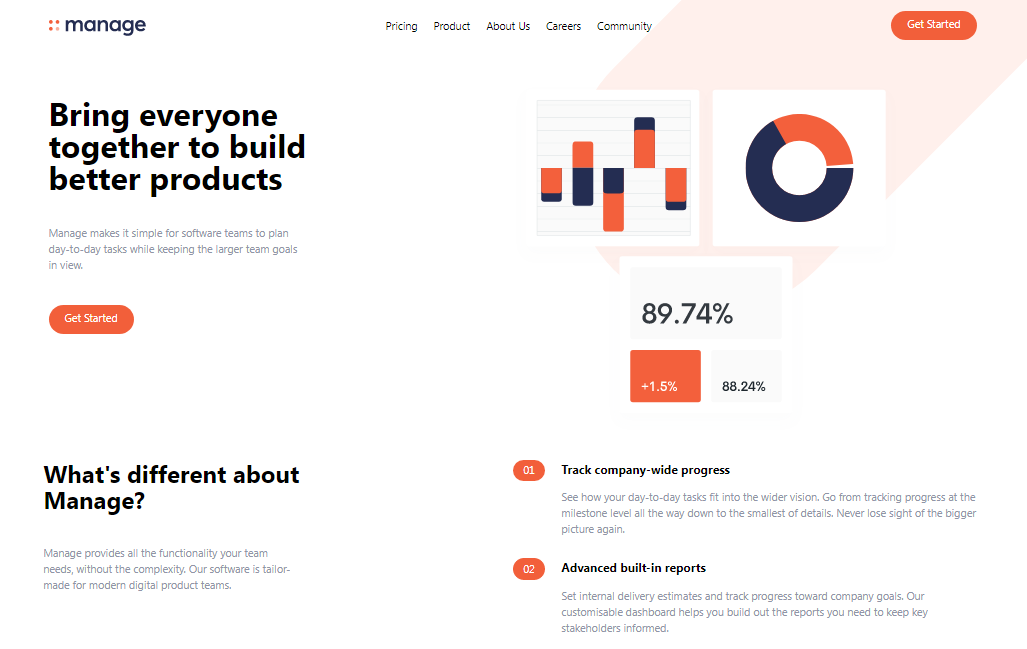 manage
Pricing
Product
About Us
Careers
Community
Get Started
Bring everyone
together to build
better products
Manage makes it simple for software teams to plan
day-to-day tasks while keeping the larger team goals
in view.
Get Started
89.74%
+1.5%
88.24%
What's different about
Manage?
Manage provides all the functionality your team
needs, without the complexity. Our software is tailor-
made for modern digital product teams.
01
Track company-wide progress
See how your day-to-day tasks fit into the wider vision. Go from tracking progress at the
milestone level all the way down to the smallest of details. Never lose sight of the bigger
picture again.
02
Advanced built-in reports
Set internal delivery estimates and track progress toward company goals. Our
customisable dashboard helps you build out the reports you need to keep key
stakeholders informed.